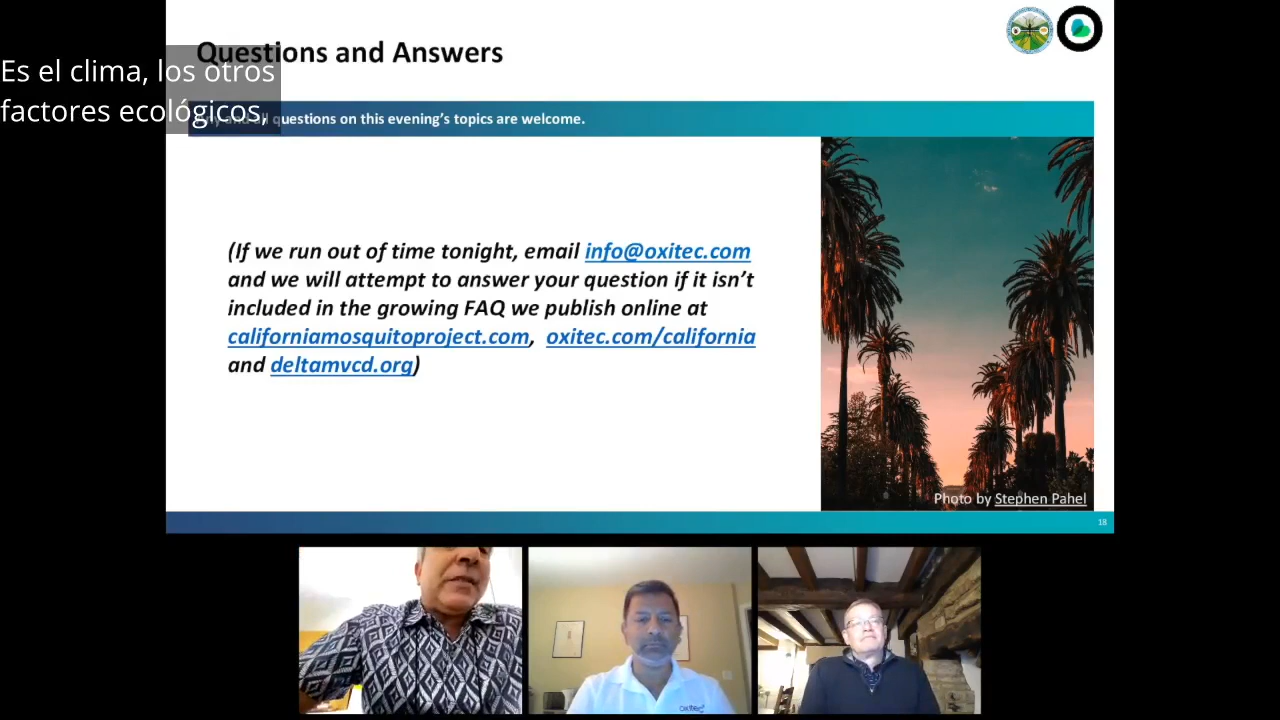 Questions and Answers
Es el clima, los otros
factores ecológicos,
questions on this evening's topics are welcome.
(If we run out of time tonight, email info@oxitec.com
and we will attempt to answer your question if it isn't
included in the growing FAQ we publish online at
californiamosquitoproject.com, oxitec.com/california
and deltamvcd.org)
Photo by Stephen Pahel
18
oxitec